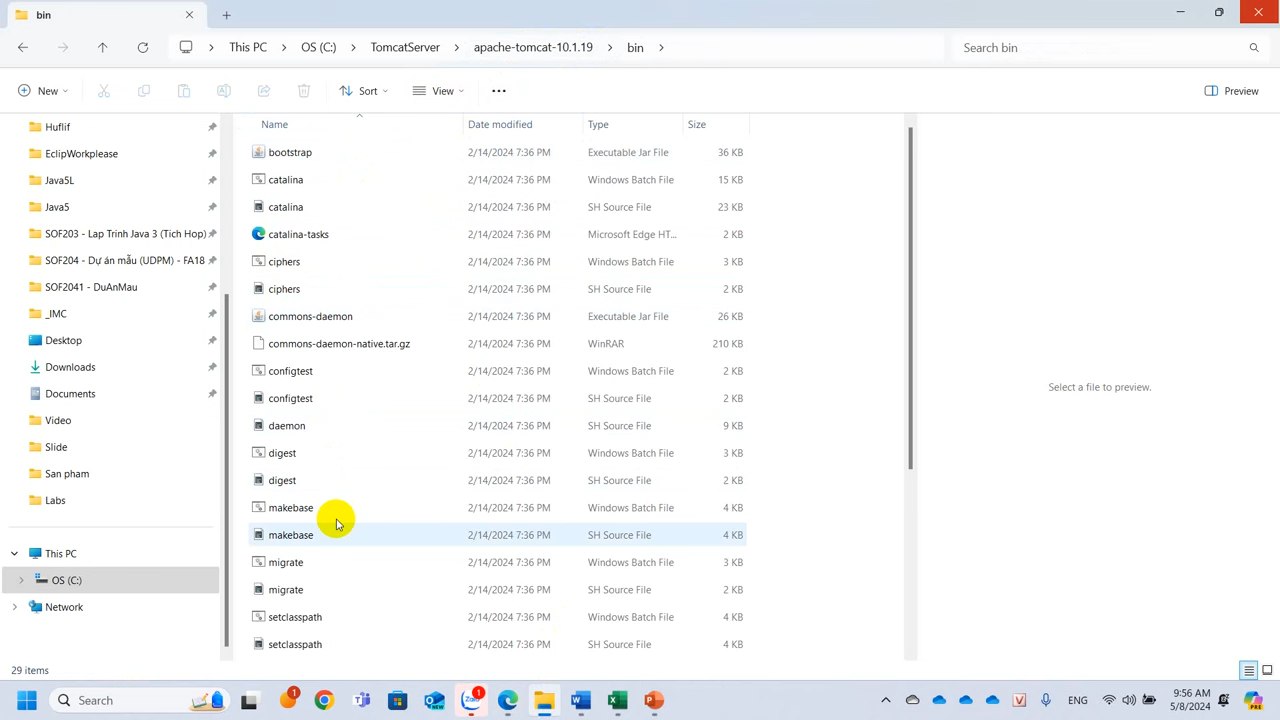 bin
This PC > OS (C:) > TomcatServer > apache-tomcat-10.1.19 > bin >
Search bin
New
Sort
View
Preview
Name Date modified Type Size
Huflif
EclipWorkplease
Java5L
Java5
SOF203 - Lap Trinh Java 3 (Tich Hop)
SOF204 - Dự án mẫu (UDPM) - FA18
SOF2041 - DuAnMau
_IMC
Desktop
Downloads
Documents
Video
Slide
San pham
Labs
This PC
OS (C:)
Network
bootstrap 2/14/2024 7:36 PM Executable Jar File 36 KB
catalina 2/14/2024 7:36 PM Windows Batch File 15 KB
catalina 2/14/2024 7:36 PM SH Source File 23 KB
catalina-tasks 2/14/2024 7:36 PM Microsoft Edge HT... 2 KB
ciphers 2/14/2024 7:36 PM Windows Batch File 3 KB
ciphers 2/14/2024 7:36 PM SH Source File 2 KB
commons-daemon 2/14/2024 7:36 PM Executable Jar File 26 KB
commons-daemon-native.tar.gz 2/14/2024 7:36 PM WinRAR 210 KB
configtest 2/14/2024 7:36 PM Windows Batch File 2 KB
configtest 2/14/2024 7:36 PM SH Source File 2 KB
daemon 2/14/2024 7:36 PM SH Source File 9 KB
digest 2/14/2024 7:36 PM Windows Batch File 3 KB
digest 2/14/2024 7:36 PM SH Source File 2 KB
makebase 2/14/2024 7:36 PM Windows Batch File 4 KB
makebase 2/14/2024 7:36 PM SH Source File 4 KB
migrate 2/14/2024 7:36 PM Windows Batch File 3 KB
migrate 2/14/2024 7:36 PM SH Source File 2 KB
setclasspath 2/14/2024 7:36 PM Windows Batch File 4 KB
setclasspath 2/14/2024 7:36 PM SH Source File 4 KB
Select a file to preview.
29 items
Search
1
Zalo
1
ENG
9:56 AM
5/8/2024
PRE